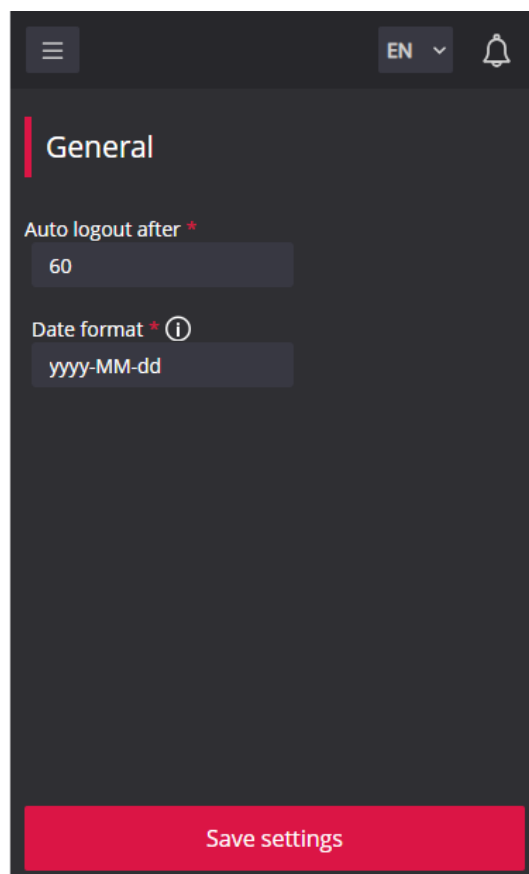 EN
General
Auto logout after *
60
Date format * i
yyyy-MM-dd
Save settings